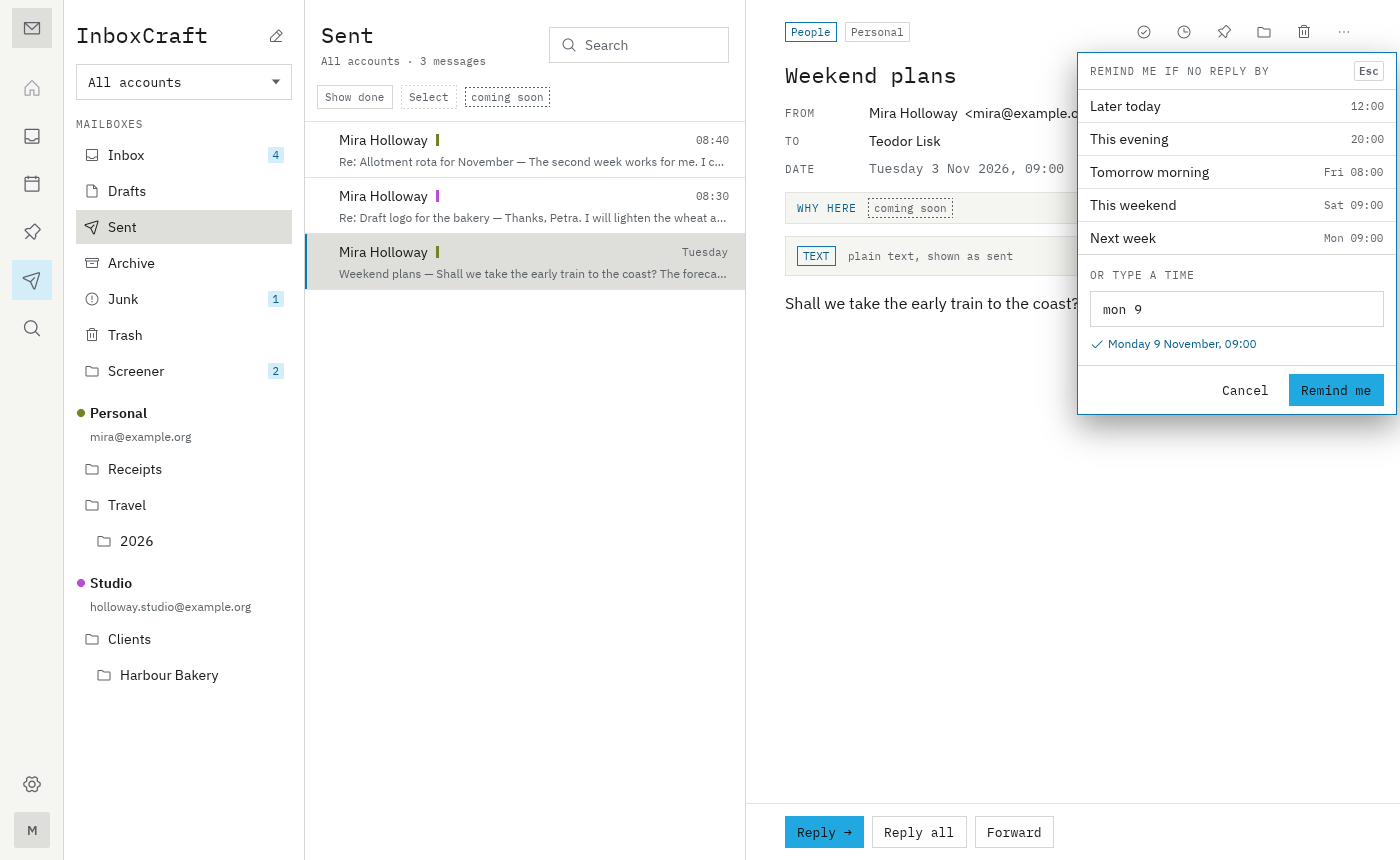 InboxCraft
All accounts
MAILBOXES
Inbox 4
Drafts
Sent
Archive
Junk 1
Trash
Screener 2
Personal
mira@example.org
Receipts
Travel
2026
Studio
holloway.studio@example.org
Clients
Harbour Bakery
M
Sent
All accounts · 3 messages
Search
Show done Select coming soon
Mira Holloway 08:40
Re: Allotment rota for November — The second week works for me. I c…
Mira Holloway 08:30
Re: Draft logo for the bakery — Thanks, Petra. I will lighten the wheat a…
Mira Holloway Tuesday
Weekend plans — Shall we take the early train to the coast? The foreca…
People Personal
Weekend plans
FROM Mira Holloway <mira@example.o
TO Teodor Lisk
DATE Tuesday 3 Nov 2026, 09:00
WHY HERE coming soon
TEXT plain text, shown as sent
Shall we take the early train to the coast?
REMIND ME IF NO REPLY BY Esc
Later today 12:00
This evening 20:00
Tomorrow morning Fri 08:00
This weekend Sat 09:00
Next week Mon 09:00
OR TYPE A TIME
mon 9
Monday 9 November, 09:00
Cancel Remind me
Reply → Reply all Forward